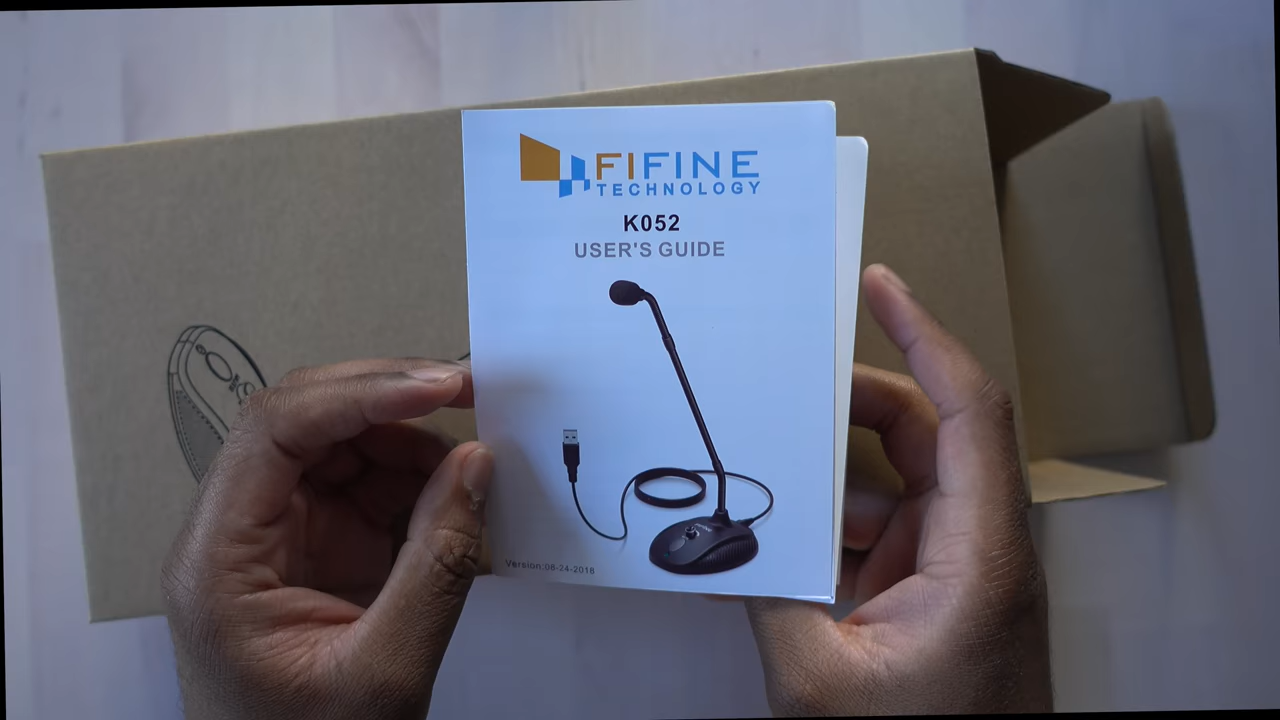 FIFINE
TECHNOLOGY
K052
USER'S GUIDE
Version:08-24-2018